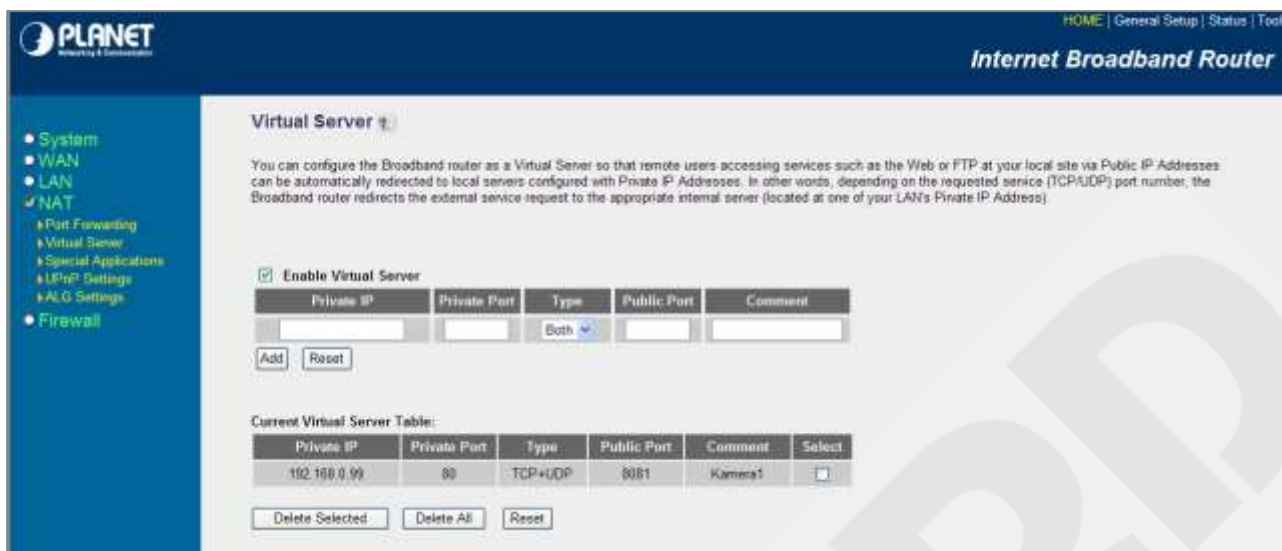 PLANET
Networking & Communication
HOME | General Setup | Status | Tool
Internet Broadband Router
System
WAN
LAN
NAT
Port Forwarding
Virtual Server
Special Applications
UPnP Settings
ALG Settings
Firewall
Virtual Server
You can configure the Broadband router as a Virtual Server so that remote users accessing services such as the Web or FTP at your local site via Public IP Addresses
can be automatically redirected to local servers configured with Private IP Addresses. In other words, depending on the requested service (TCP/UDP) port number, the
Broadband router redirects the external service request to the appropriate internal server (located at one of your LAN's Private IP Address).
Enable Virtual Server
Private IP Private Port Type Public Port Comment
Both
Add Reset
Current Virtual Server Table:
Private IP Private Port Type Public Port Comment Select
192.168.0.99 80 TCP+UDP 8081 Kamera1
Delete Selected Delete All Reset